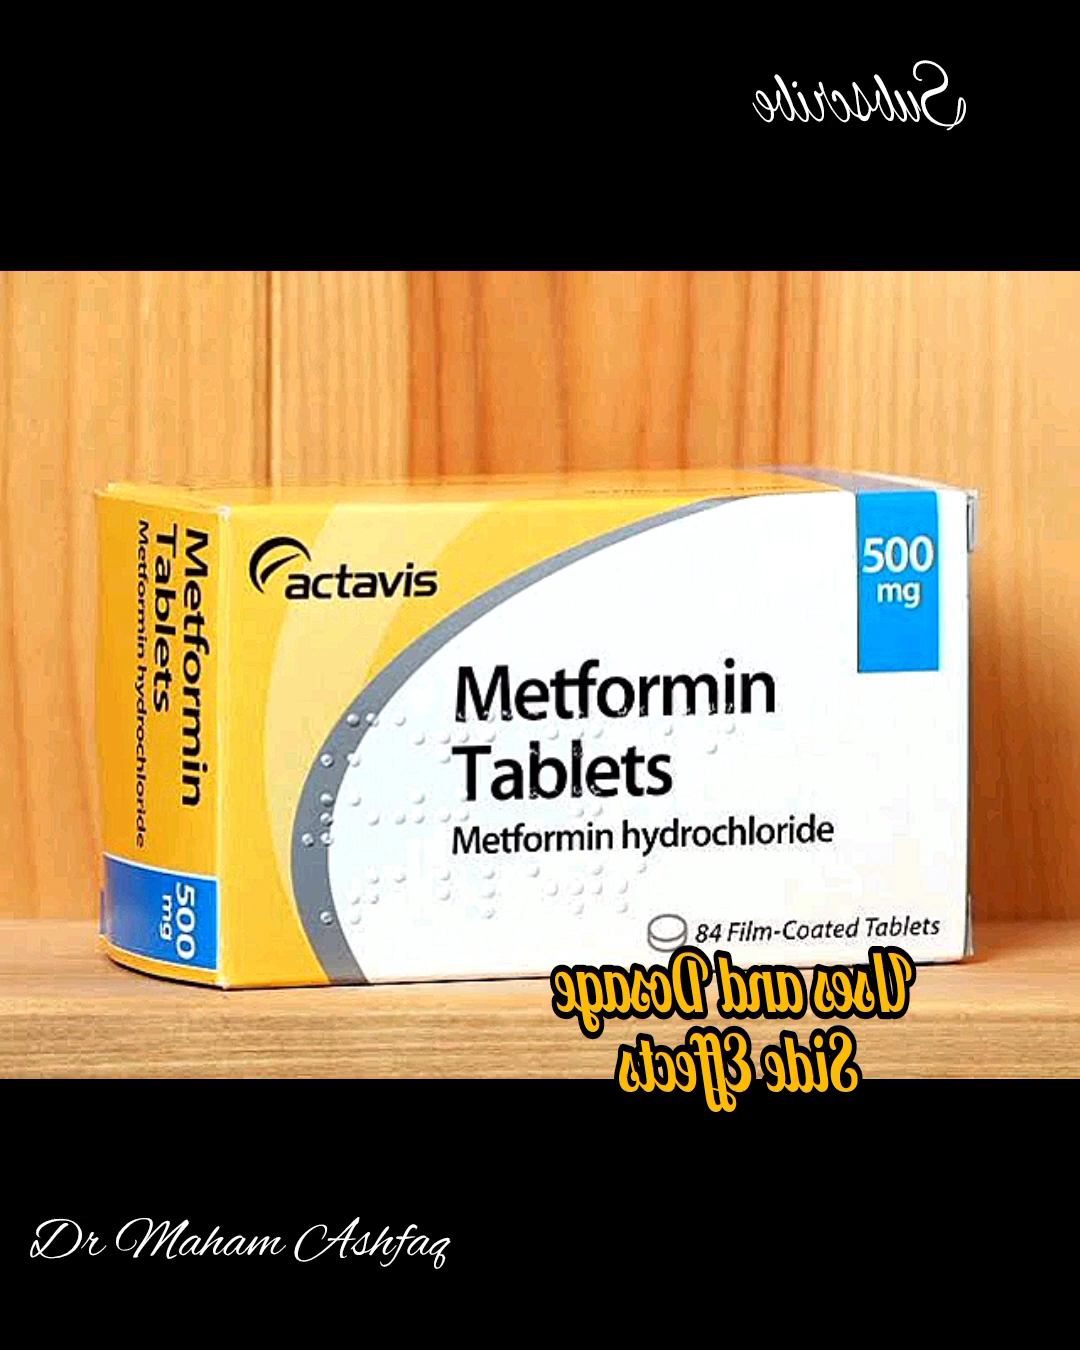 Subscribe
actavis
500
mg
Metformin
Tablets
Metformin hydrochloride
500
mg
Metformin
Tablets
Metformin hydrochloride
84 Film-Coated Tablets
Uses and Dosage
Side Effects
Dr Maham Ashfaq